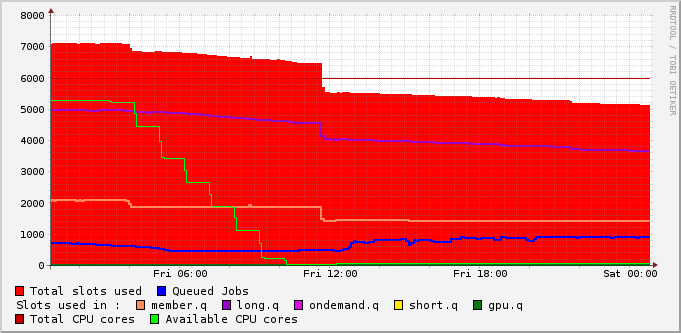 RRDTOOL / TOBI OETIKER
8000
7000
6000
5000
4000
3000
2000
1000
0
Fri 06:00 Fri 12:00 Fri 18:00 Sat 00:00
Total slots used Queued Jobs
Slots used in : member.q long.q ondemand.q short.q gpu.q
Total CPU cores Available CPU cores